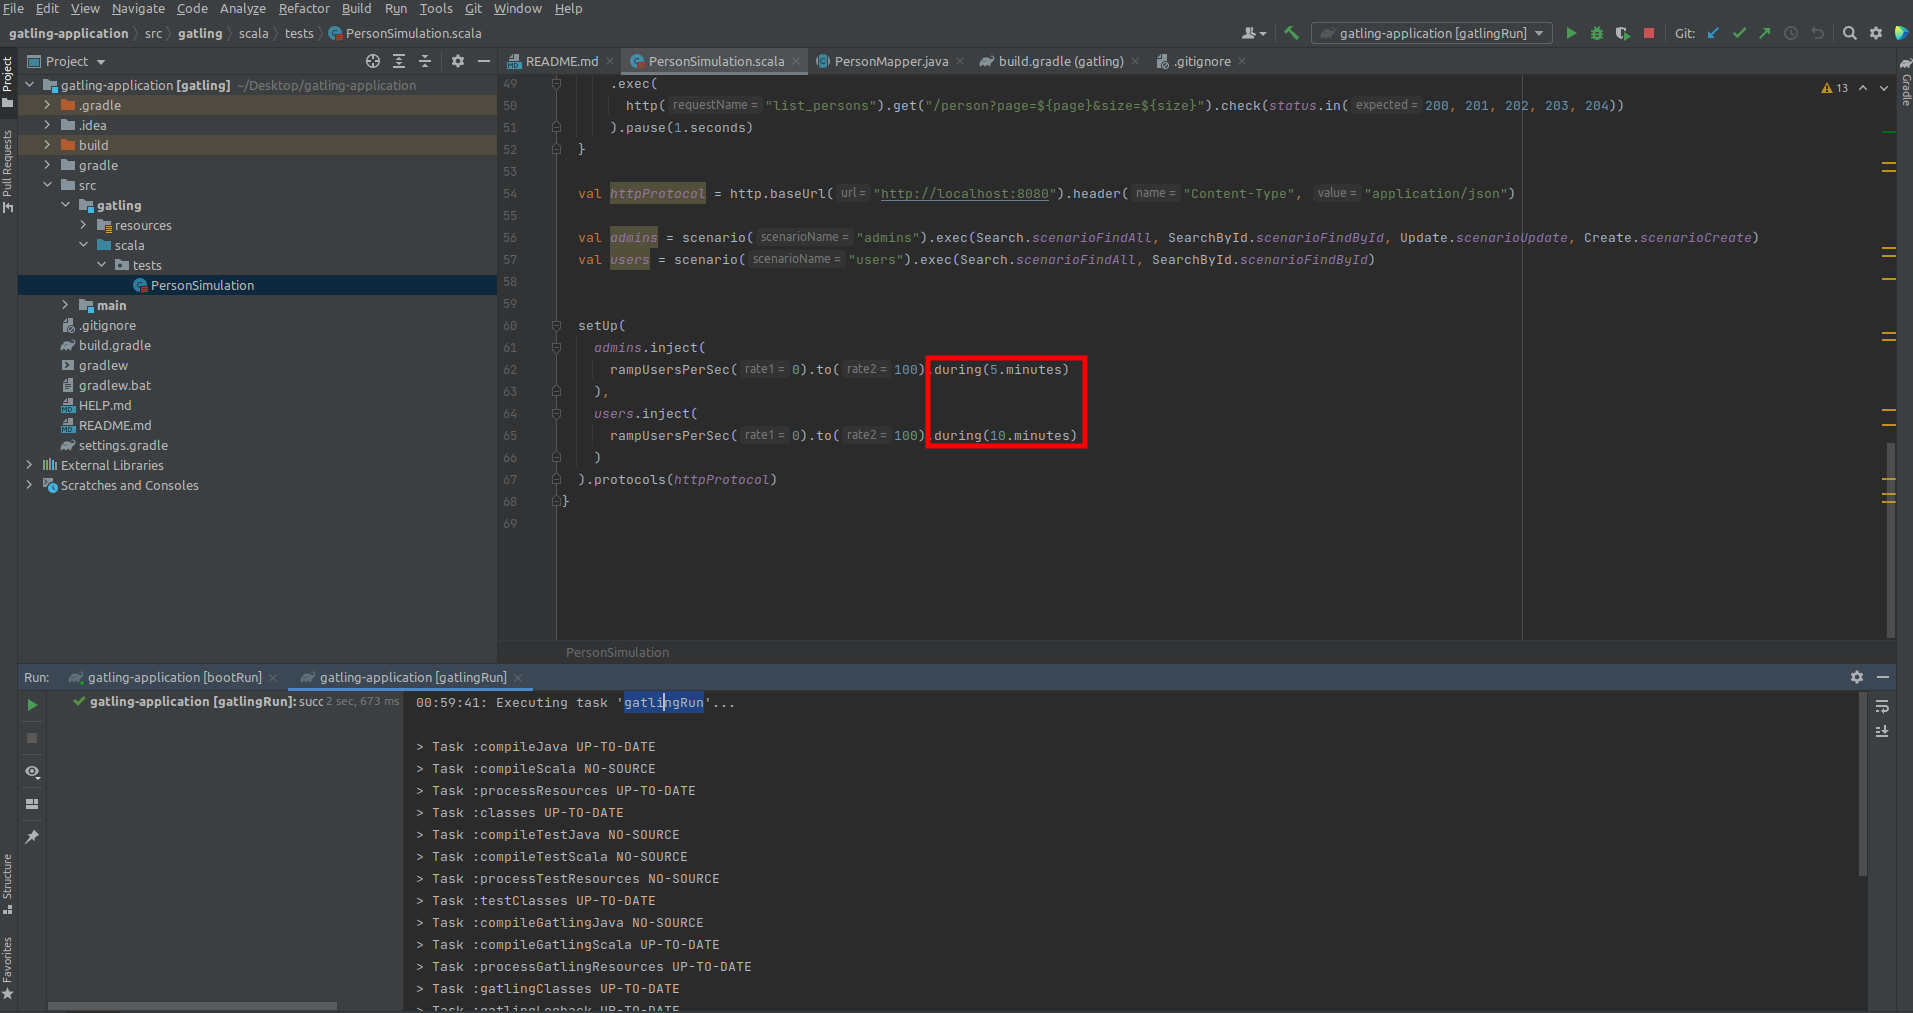 File Edit View Navigate Code Analyze Refactor Build Run Tools Git Window Help
gatling-application src gatling scala tests PersonSimulation.scala
gatling-application [gatlingRun] Git:
Project
README.md PersonSimulation.scala PersonMapper.java build.gradle (gatling) .gitignore
Project
Pull Requests
Structure
Favorites
Gradle
gatling-application [gatling] ~/Desktop/gatling-application
.gradle
.idea
build
gradle
src
gatling
resources
scala
tests
PersonSimulation
main
.gitignore
build.gradle
gradlew
gradlew.bat
HELP.md
README.md
settings.gradle
External Libraries
Scratches and Consoles
13
49 .exec(
50 http( requestName = "list_persons").get("/person?page=${page}&size=${size}").check(status.in( expected = 200, 201, 202, 203, 204))
51 ).pause(1.seconds)
52 }
53
54 val httpProtocol = http.baseUrl( url = "http://localhost:8080").header( name = "Content-Type", value = "application/json")
55
56 val admins = scenario( scenarioName = "admins").exec(Search.scenarioFindAll, SearchById.scenarioFindById, Update.scenarioUpdate, Create.scenarioCreate)
57 val users = scenario( scenarioName = "users").exec(Search.scenarioFindAll, SearchById.scenarioFindById)
58
59
60 setUp(
61 admins.inject(
62 rampUsersPerSec( rate1 = 0).to( rate2 = 100).during(5.minutes)
63 ),
64 users.inject(
65 rampUsersPerSec( rate1 = 0).to( rate2 = 100).during(10.minutes)
66 )
67 ).protocols(httpProtocol)
68 }
69
PersonSimulation
Run: gatling-application [bootRun] gatling-application [gatlingRun]
gatling-application [gatlingRun]: succ 2 sec, 673 ms
00:59:41: Executing task 'gatlingRun'...
> Task :compileJava UP-TO-DATE
> Task :compileScala NO-SOURCE
> Task :processResources UP-TO-DATE
> Task :classes UP-TO-DATE
> Task :compileTestJava NO-SOURCE
> Task :compileTestScala NO-SOURCE
> Task :processTestResources NO-SOURCE
> Task :testClasses UP-TO-DATE
> Task :compileGatlingJava NO-SOURCE
> Task :compileGatlingScala UP-TO-DATE
> Task :processGatlingResources UP-TO-DATE
> Task :gatlingClasses UP-TO-DATE
> Task :gatlingLogback UP-TO-DATE